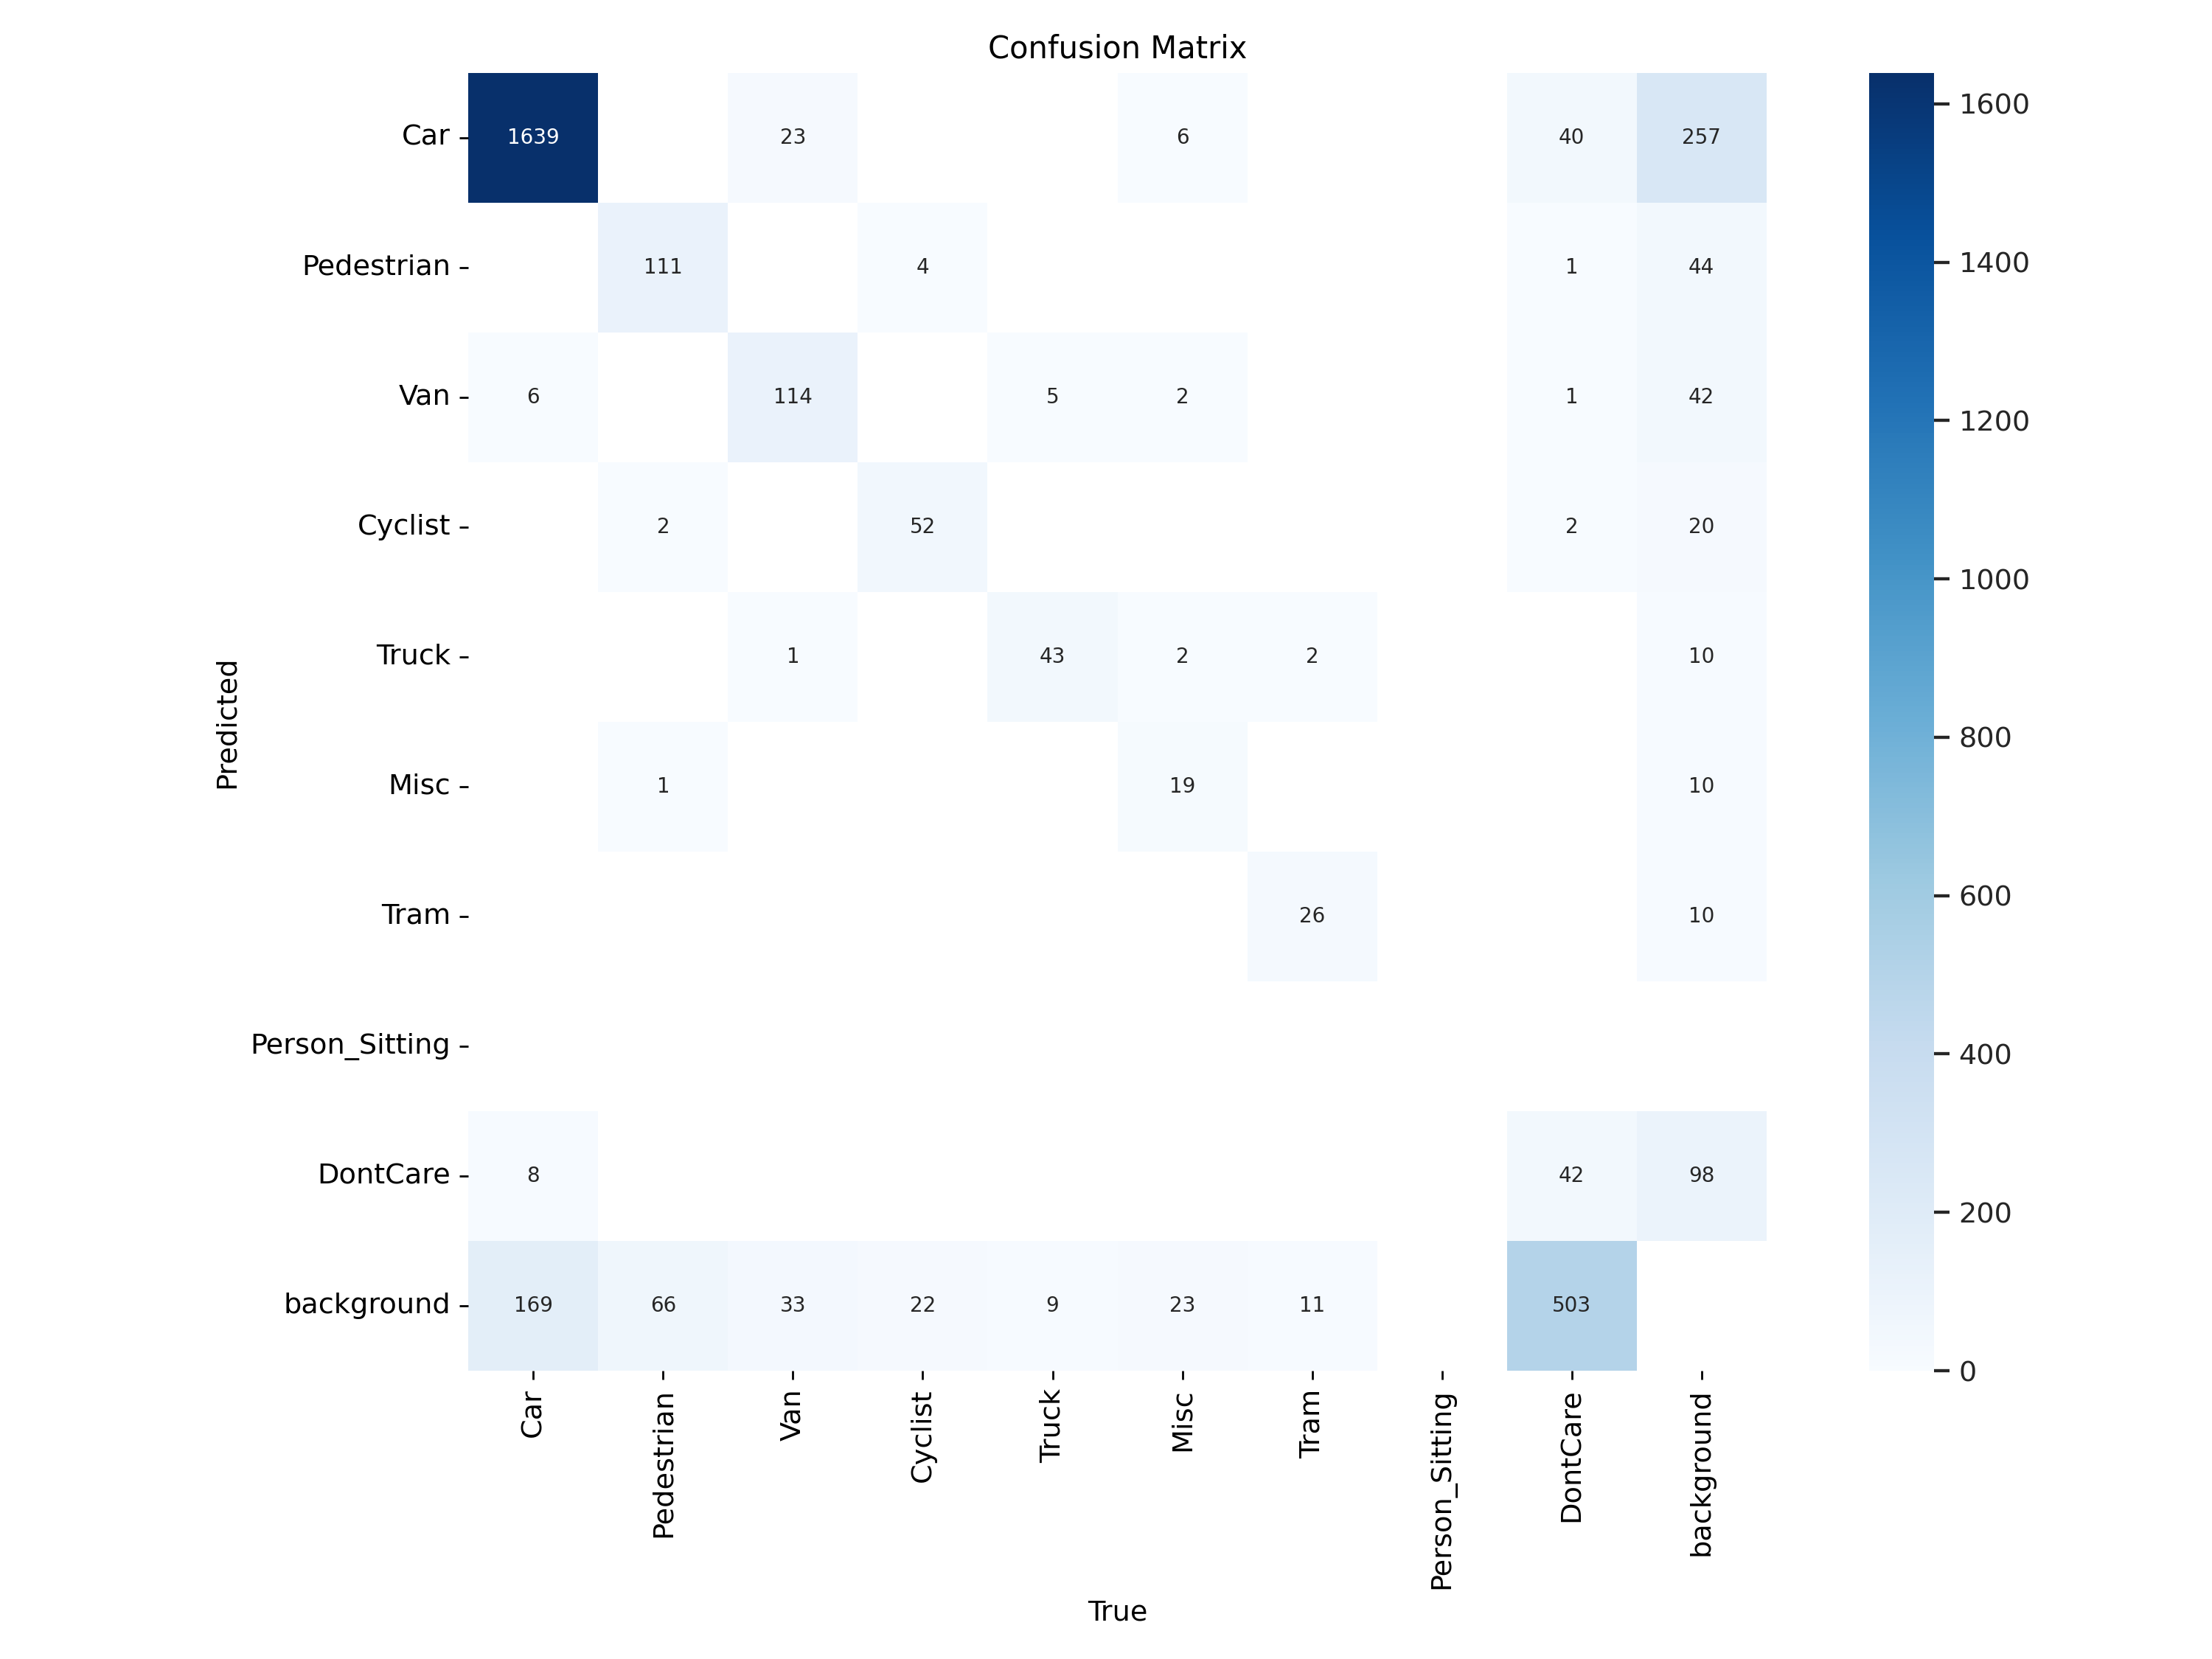 Confusion Matrix
Car 1639 23 6 40 257
Pedestrian 111 4 1 44
Van 6 114 5 2 1 42
Cyclist 2 52 2 20
Truck 1 43 2 2 10
Misc 1 19 10
Tram 26 10
Person_Sitting
DontCare 8 42 98
background 169 66 33 22 9 23 11 503
Predicted
Car Pedestrian Van Cyclist Truck Misc Tram Person_Sitting DontCare background
True
1600
1400
1200
1000
800
600
400
200
0